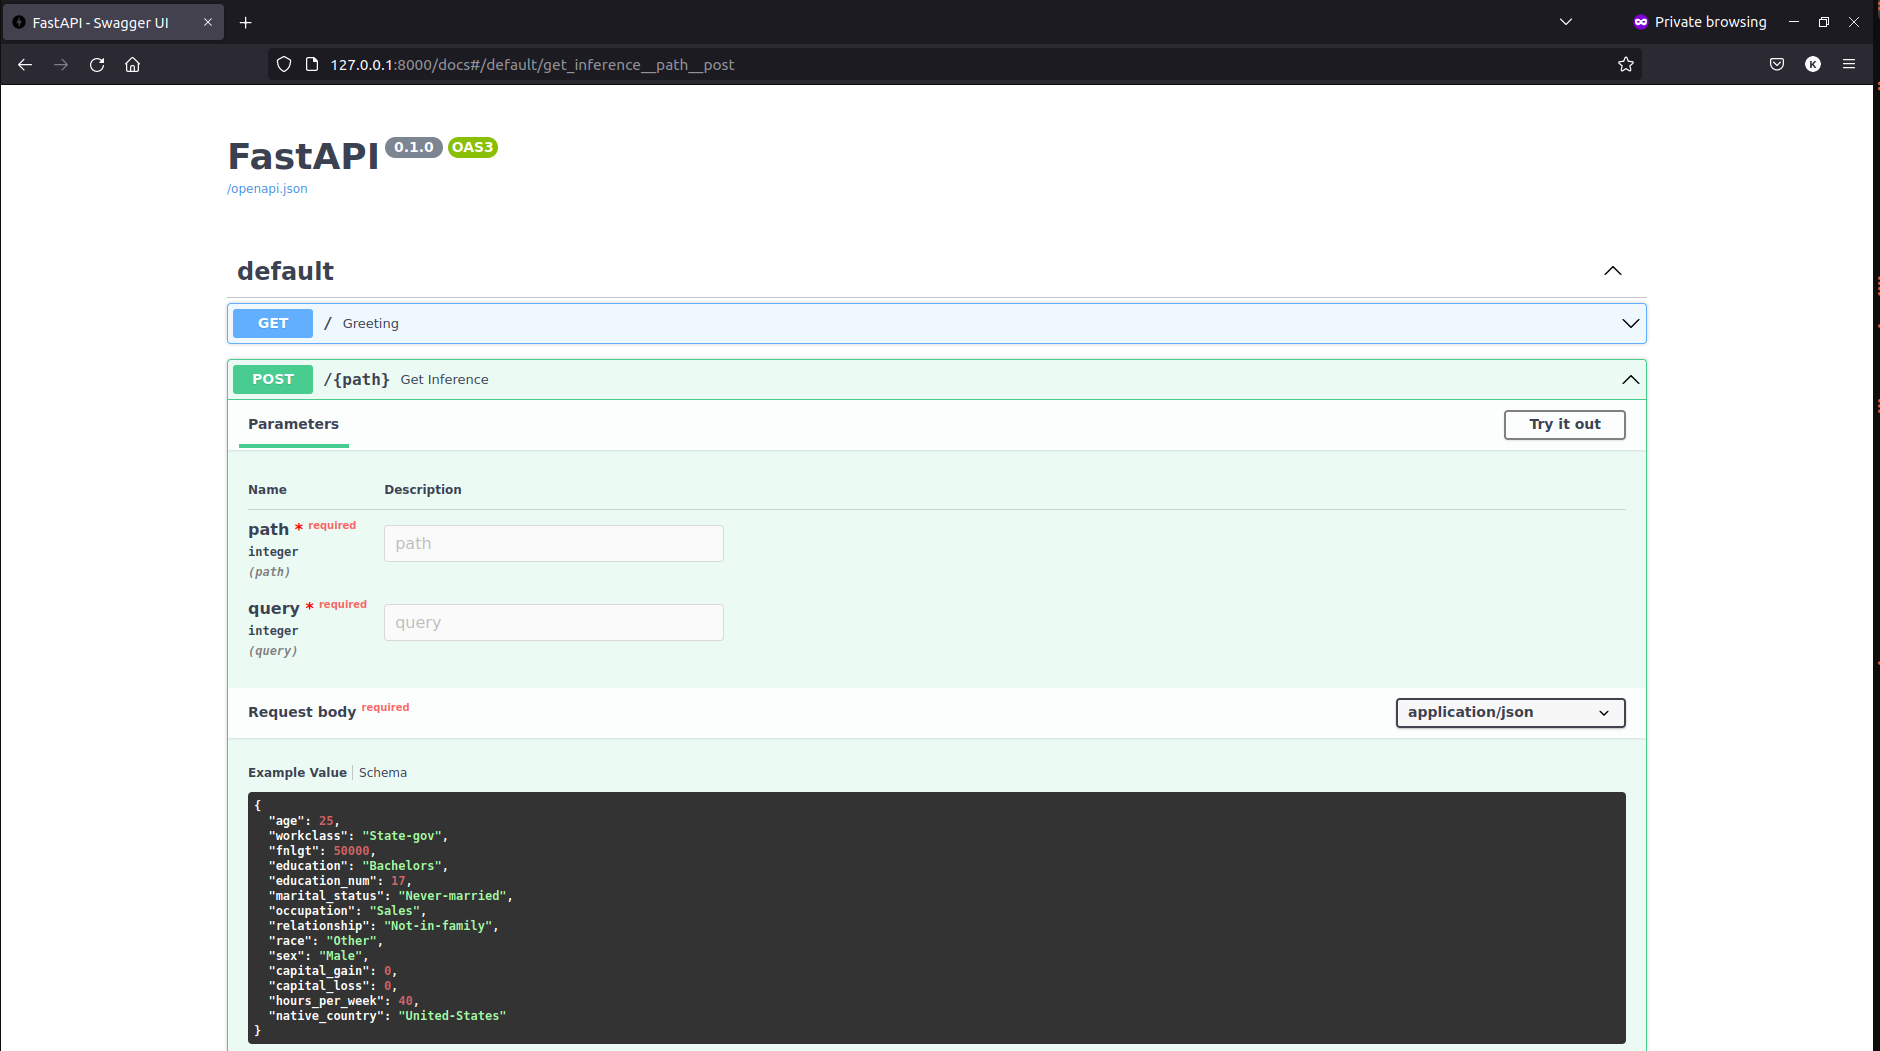 FastAPI - Swagger UI
Private browsing
127.0.0.1:8000/docs#/default/get_inference__path__post
K
FastAPI 0.1.0 OAS3
/openapi.json
default
GET / Greeting
POST /{path} Get Inference
Parameters
Try it out
Name Description
path * required
integer
(path)
path
query * required
integer
(query)
query
Request body required
application/json
Example Value Schema
{
"age": 25,
"workclass": "State-gov",
"fnlgt": 50000,
"education": "Bachelors",
"education_num": 17,
"marital_status": "Never-married",
"occupation": "Sales",
"relationship": "Not-in-family",
"race": "Other",
"sex": "Male",
"capital_gain": 0,
"capital_loss": 0,
"hours_per_week": 40,
"native_country": "United-States"
}